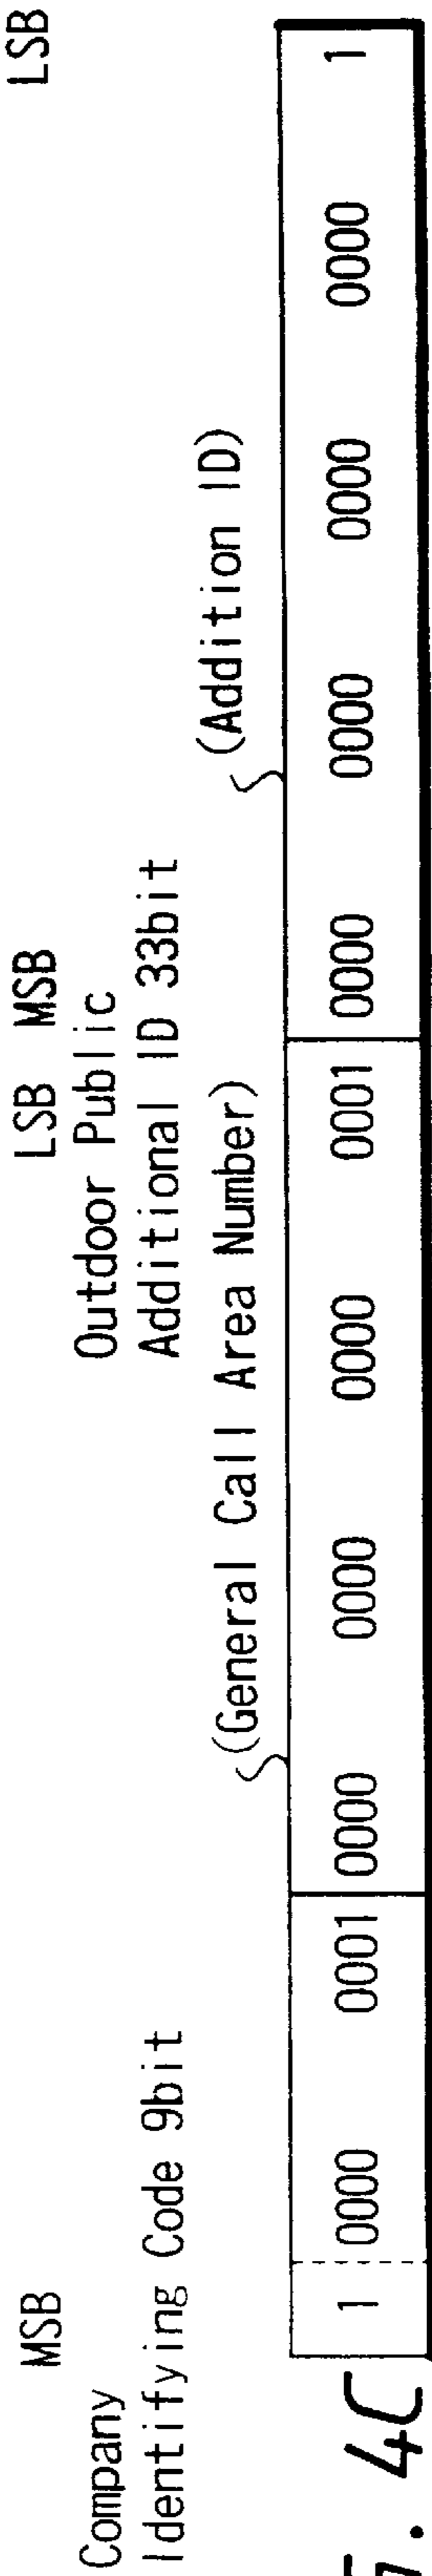 MSB LSB MSB LSB
Company
Identifying Code 9bit
Outdoor Public
Additional ID 33bit
(General Call Area Number)
(Addition ID)
1 0000 0001 0000 0000 0000 0001 0000 0000 0000 0000 1
4C